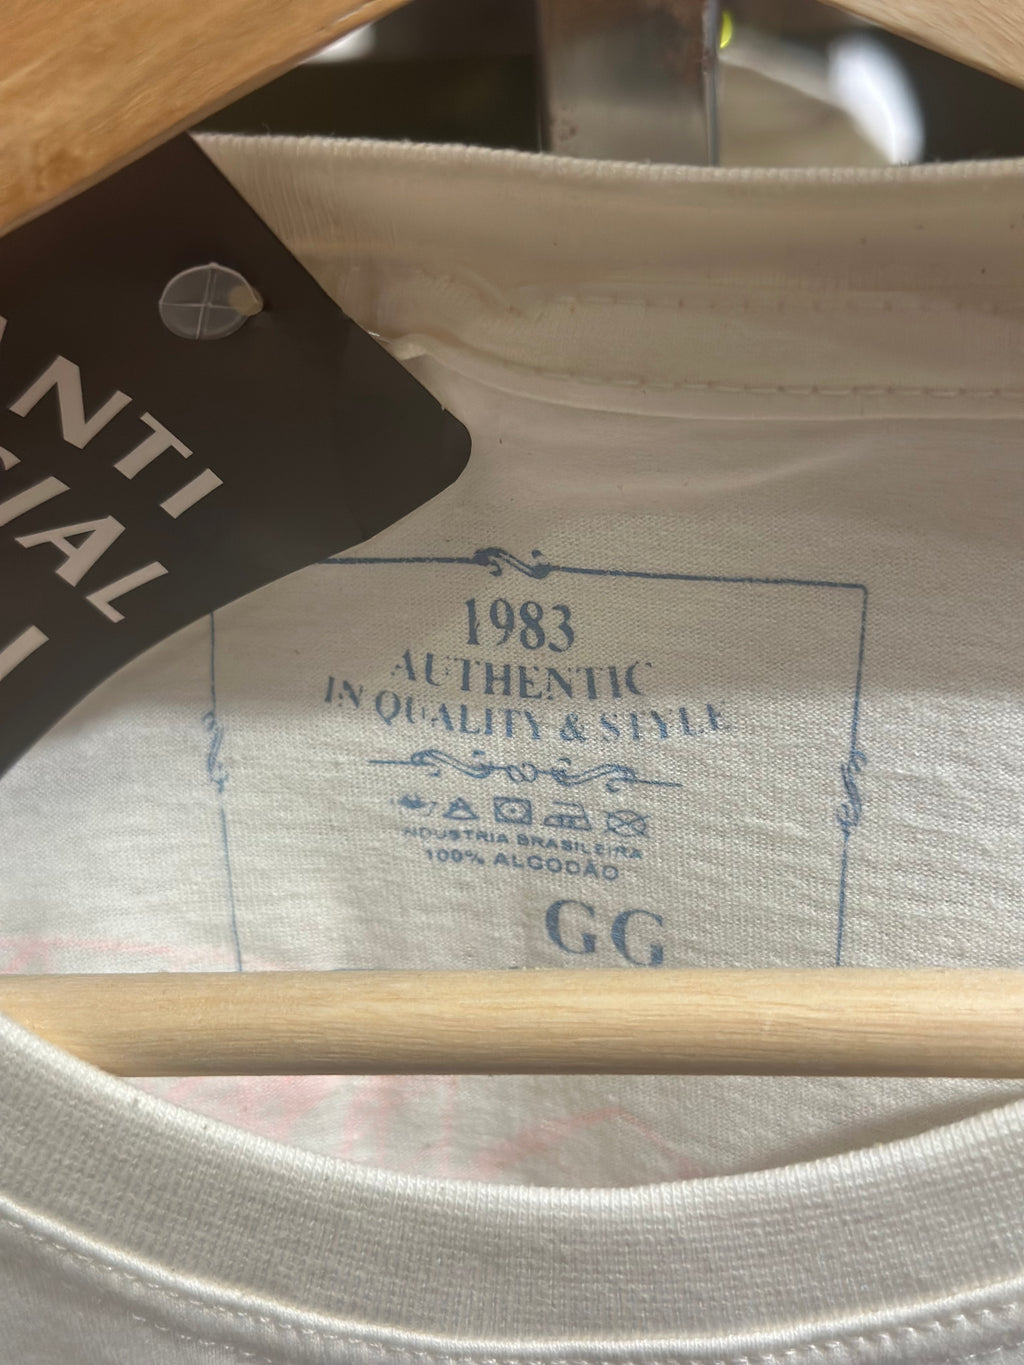 ANTI
CIAL
1983
AUTHENTIC
IN QUALITY & STYLE
INDUSTRIA BRASILEIRA
100% ALGODÃO
GG